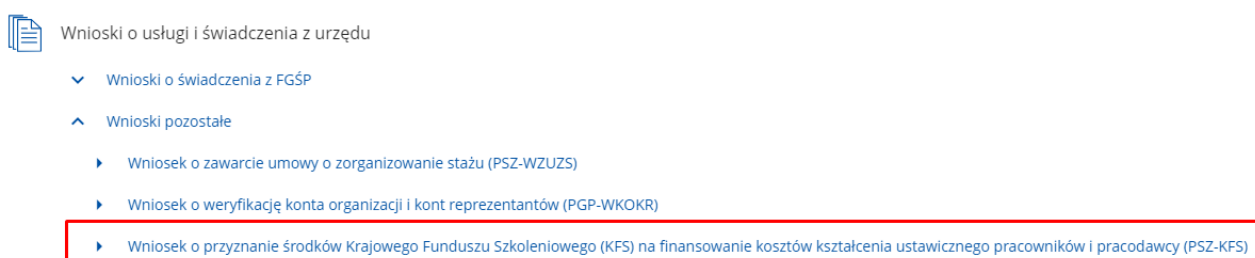 Wnioski o usługi i świadczenia z urzędu
Wnioski o świadczenia z FGŚP
Wnioski pozostałe
Wniosek o zawarcie umowy o zorganizowanie stażu (PSZ-WZUZS)
Wniosek o weryfikację konta organizacji i kont reprezentantów (PGP-WKOKR)
Wniosek o przyznanie środków Krajowego Funduszu Szkoleniowego (KFS) na finansowanie kosztów kształcenia ustawicznego pracowników i pracodawcy (PSZ-KFS)